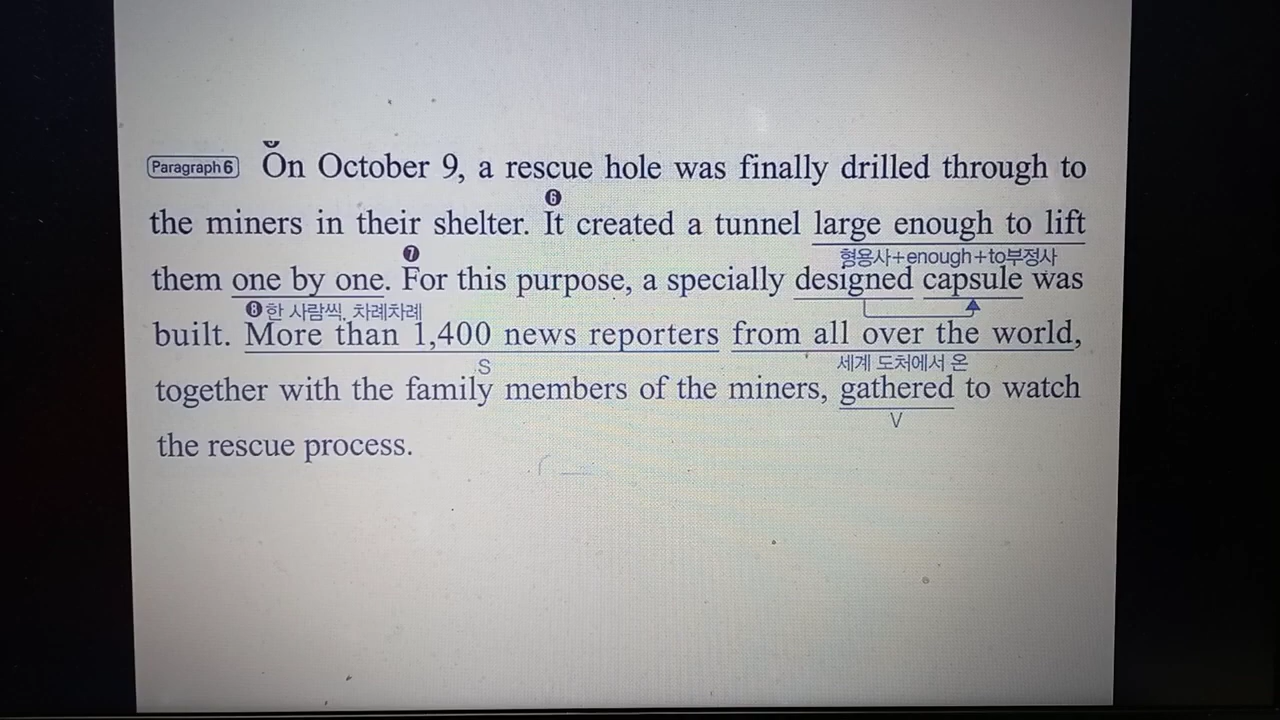 Paragraph 6 On October 9, a rescue hole was finally drilled through to
❻
the miners in their shelter. It created a tunnel large enough to lift
❼ 형용사+enough+to부정사
them one by one. For this purpose, a specially designed capsule was
❽ 한 사람씩, 차례차례
built. More than 1,400 news reporters from all over the world,
S 세계 도처에서 온
together with the family members of the miners, gathered to watch
V
the rescue process.